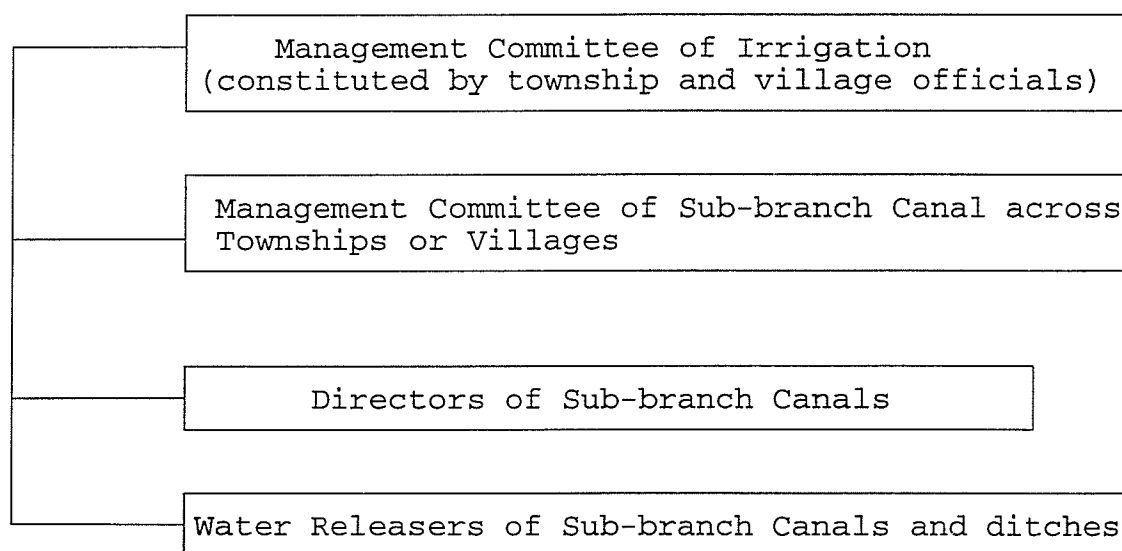 Management Committee of Irrigation
(constituted by township and village officials)
Management Committee of Sub-branch Canal across
Townships or Villages
Directors of Sub-branch Canals
Water Releasers of Sub-branch Canals and ditches